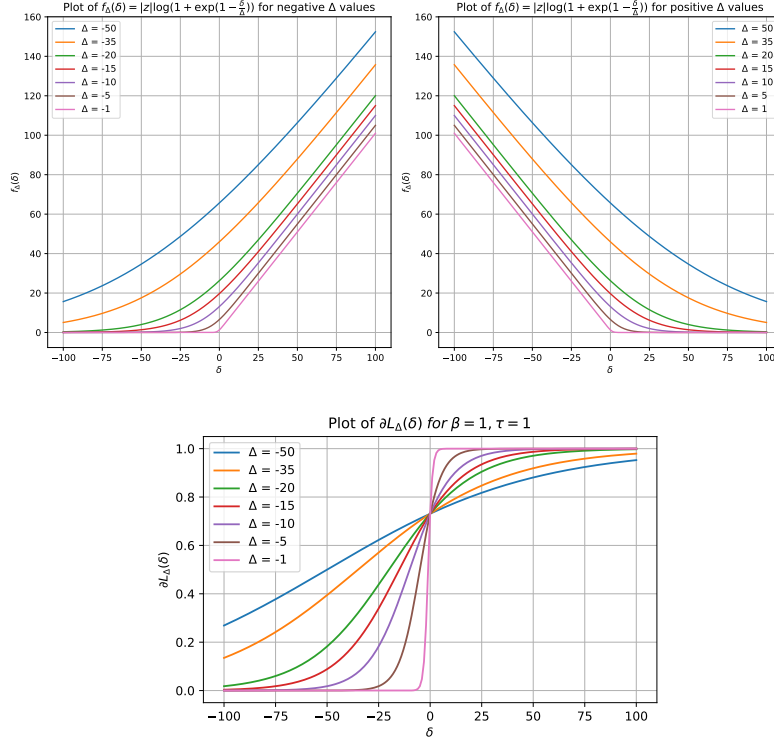 Plot of f_Δ(δ) = |z|log(1 + exp(1 − δ/Δ)) for negative Δ values
160
140
120
100
80
60
40
20
0
f_Δ(δ)
Δ = -50
Δ = -35
Δ = -20
Δ = -15
Δ = -10
Δ = -5
Δ = -1
−100
−75
−50
−25
0
25
50
75
100
δ
Plot of f_Δ(δ) = |z|log(1 + exp(1 − δ/Δ)) for positive Δ values
160
140
120
100
80
60
40
20
0
f_Δ(δ)
Δ = 50
Δ = 35
Δ = 20
Δ = 15
Δ = 10
Δ = 5
Δ = 1
−100
−75
−50
−25
0
25
50
75
100
δ
Plot of ∂L_Δ(δ) for β = 1, τ = 1
1.0
0.8
0.6
0.4
0.2
0.0
∂L_Δ(δ)
Δ = -50
Δ = -35
Δ = -20
Δ = -15
Δ = -10
Δ = -5
Δ = -1
−100
−75
−50
−25
0
25
50
75
100
δ